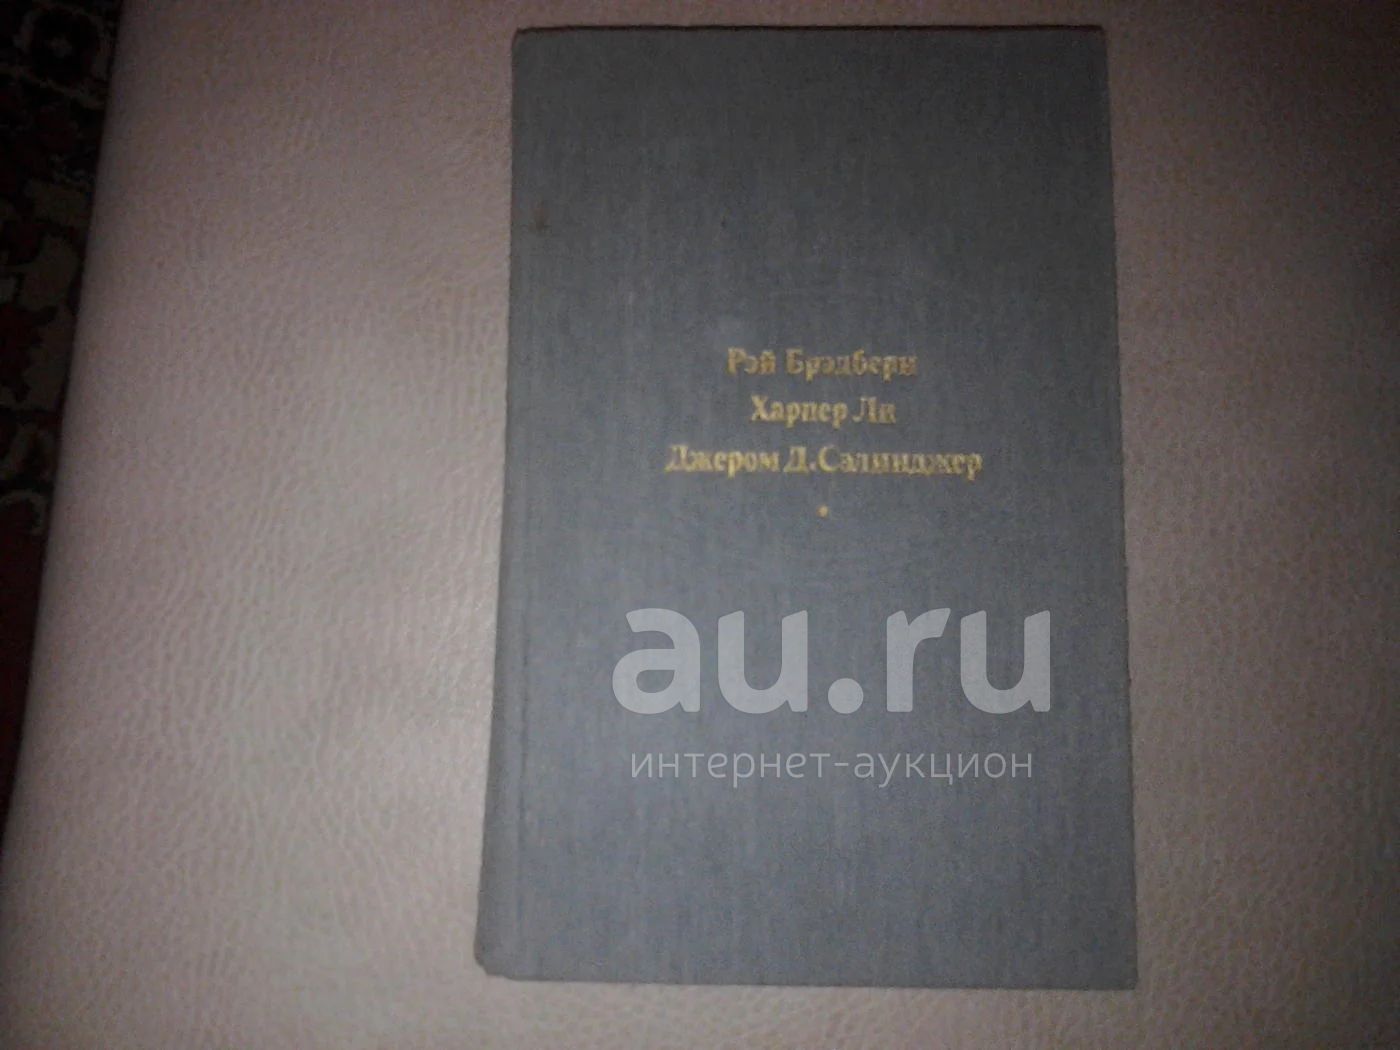 Рэй Брэдбери
Харпер Ли
Джером Д. Сэлинджер
au.ru
интернет-аукцион